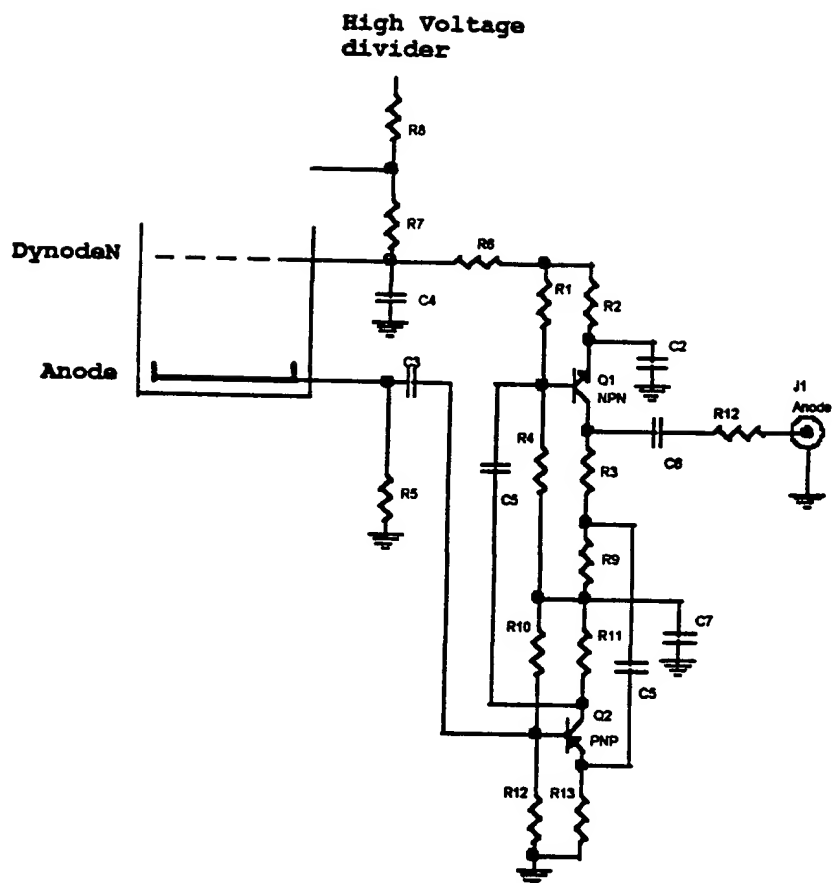 High Voltage
divider
R8
R7
DynodeN
R6
C4
R1
R2
C2
Anode
C3
Q1
NPN
J1
Anode
R12
R4
C6
R3
R5
C5
R9
R10
R11
C7
C5
Q2
PNP
R12
R13